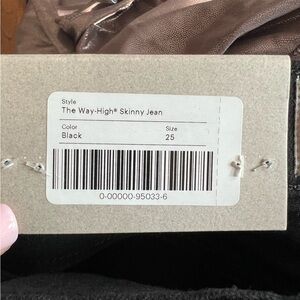 Style
The Way-High® Skinny Jean
Color Size
Black 25
0-00000-95033-6